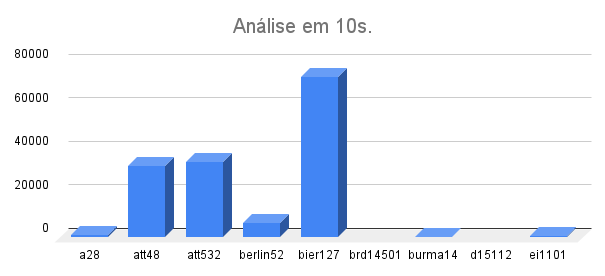 Análise em 10s.
80000
60000
40000
20000
0
a28 att48 att532 berlin52 bier127 brd14501 burma14 d15112 ei1101